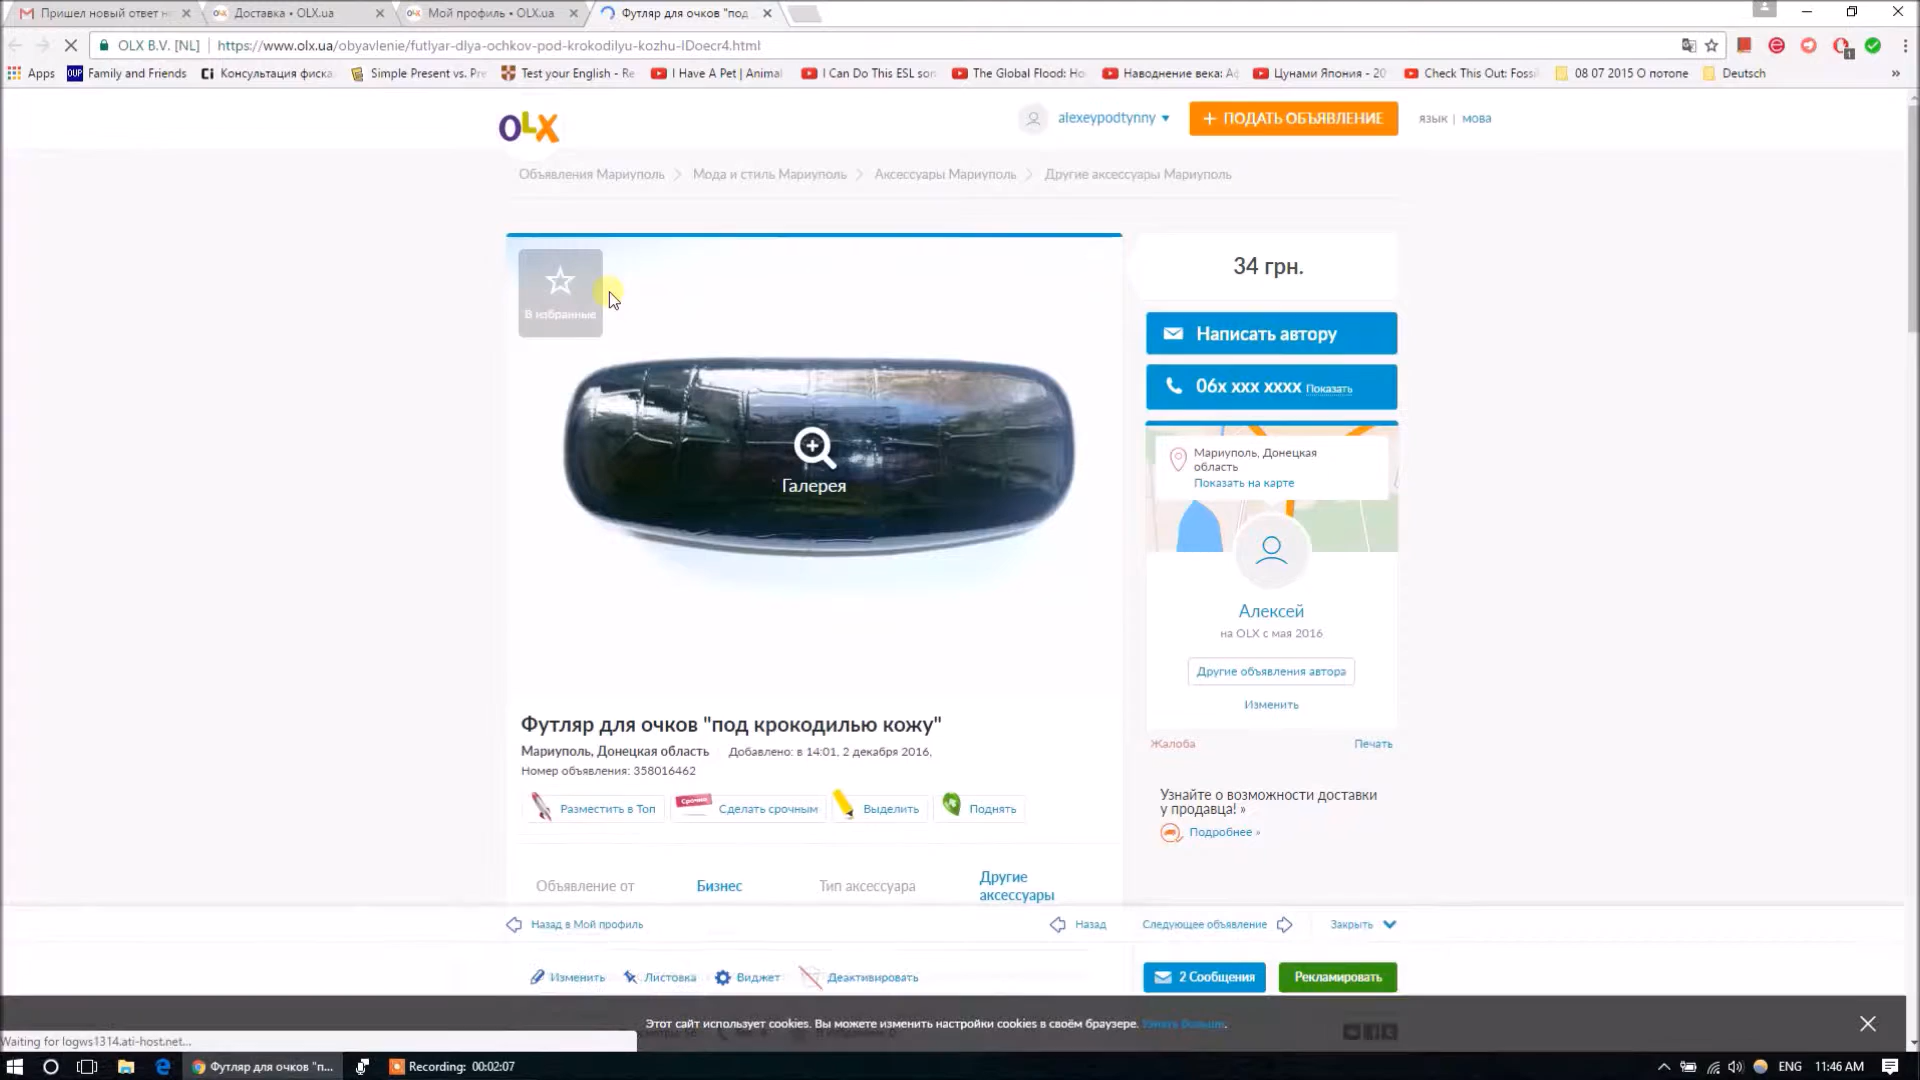 Пришел новый ответ н
Доставка • OLX.ua
Мой профиль • OLX.ua
Футляр для очков "под
OLX B.V. [NL]
https://www.olx.ua/obyavlenie/futlyar-dlya-ochkov-pod-krokodilyu-kozhu-IDoecr4.html
Apps
OUP Family and Friends
Ci Консультация фиска
Simple Present vs. Pre
Test your English - Re
I Have A Pet | Animal
I Can Do This ESL son
The Global Flood: Ho
Наводнение века: Аф
Цунами Япония - 20
Check This Out: Fossi
08 07 2015 О потопе
Deutsch
»
OLX
alexeypodtynny
+ ПОДАТЬ ОБЪЯВЛЕНИЕ
язык | мова
Объявления Мариуполь
Мода и стиль Мариуполь
Аксессуары Мариуполь
Другие аксессуары Мариуполь
В избранные
Галерея
34 грн.
Написать автору
06x xxx xxxx Показать
Мариуполь, Донецкая
область
Показать на карте
Алексей
на OLX с мая 2016
Другие объявления автора
Изменить
Жалоба
Печать
Узнайте о возможности доставки
у продавца! »
Подробнее »
Футляр для очков "под крокодилью кожу"
Мариуполь, Донецкая область
Добавлено: в 14:01, 2 декабря 2016,
Номер объявления: 358016462
Разместить в Топ
Срочно
Сделать срочным
Выделить
Поднять
Объявление от
Бизнес
Тип аксессуара
Другие
аксессуары
Назад в Мой профиль
Назад
Следующее объявление
Закрыть
Изменить
Листовка
Виджет
Деактивировать
2 Сообщения
Рекламировать
Этот сайт использует cookies. Вы можете изменить настройки cookies в своём браузере. Узнать больше.
Waiting for logws1314.ati-host.net...
Футляр для очков "п...
Recording: 00:02:07
ENG
11:46 AM